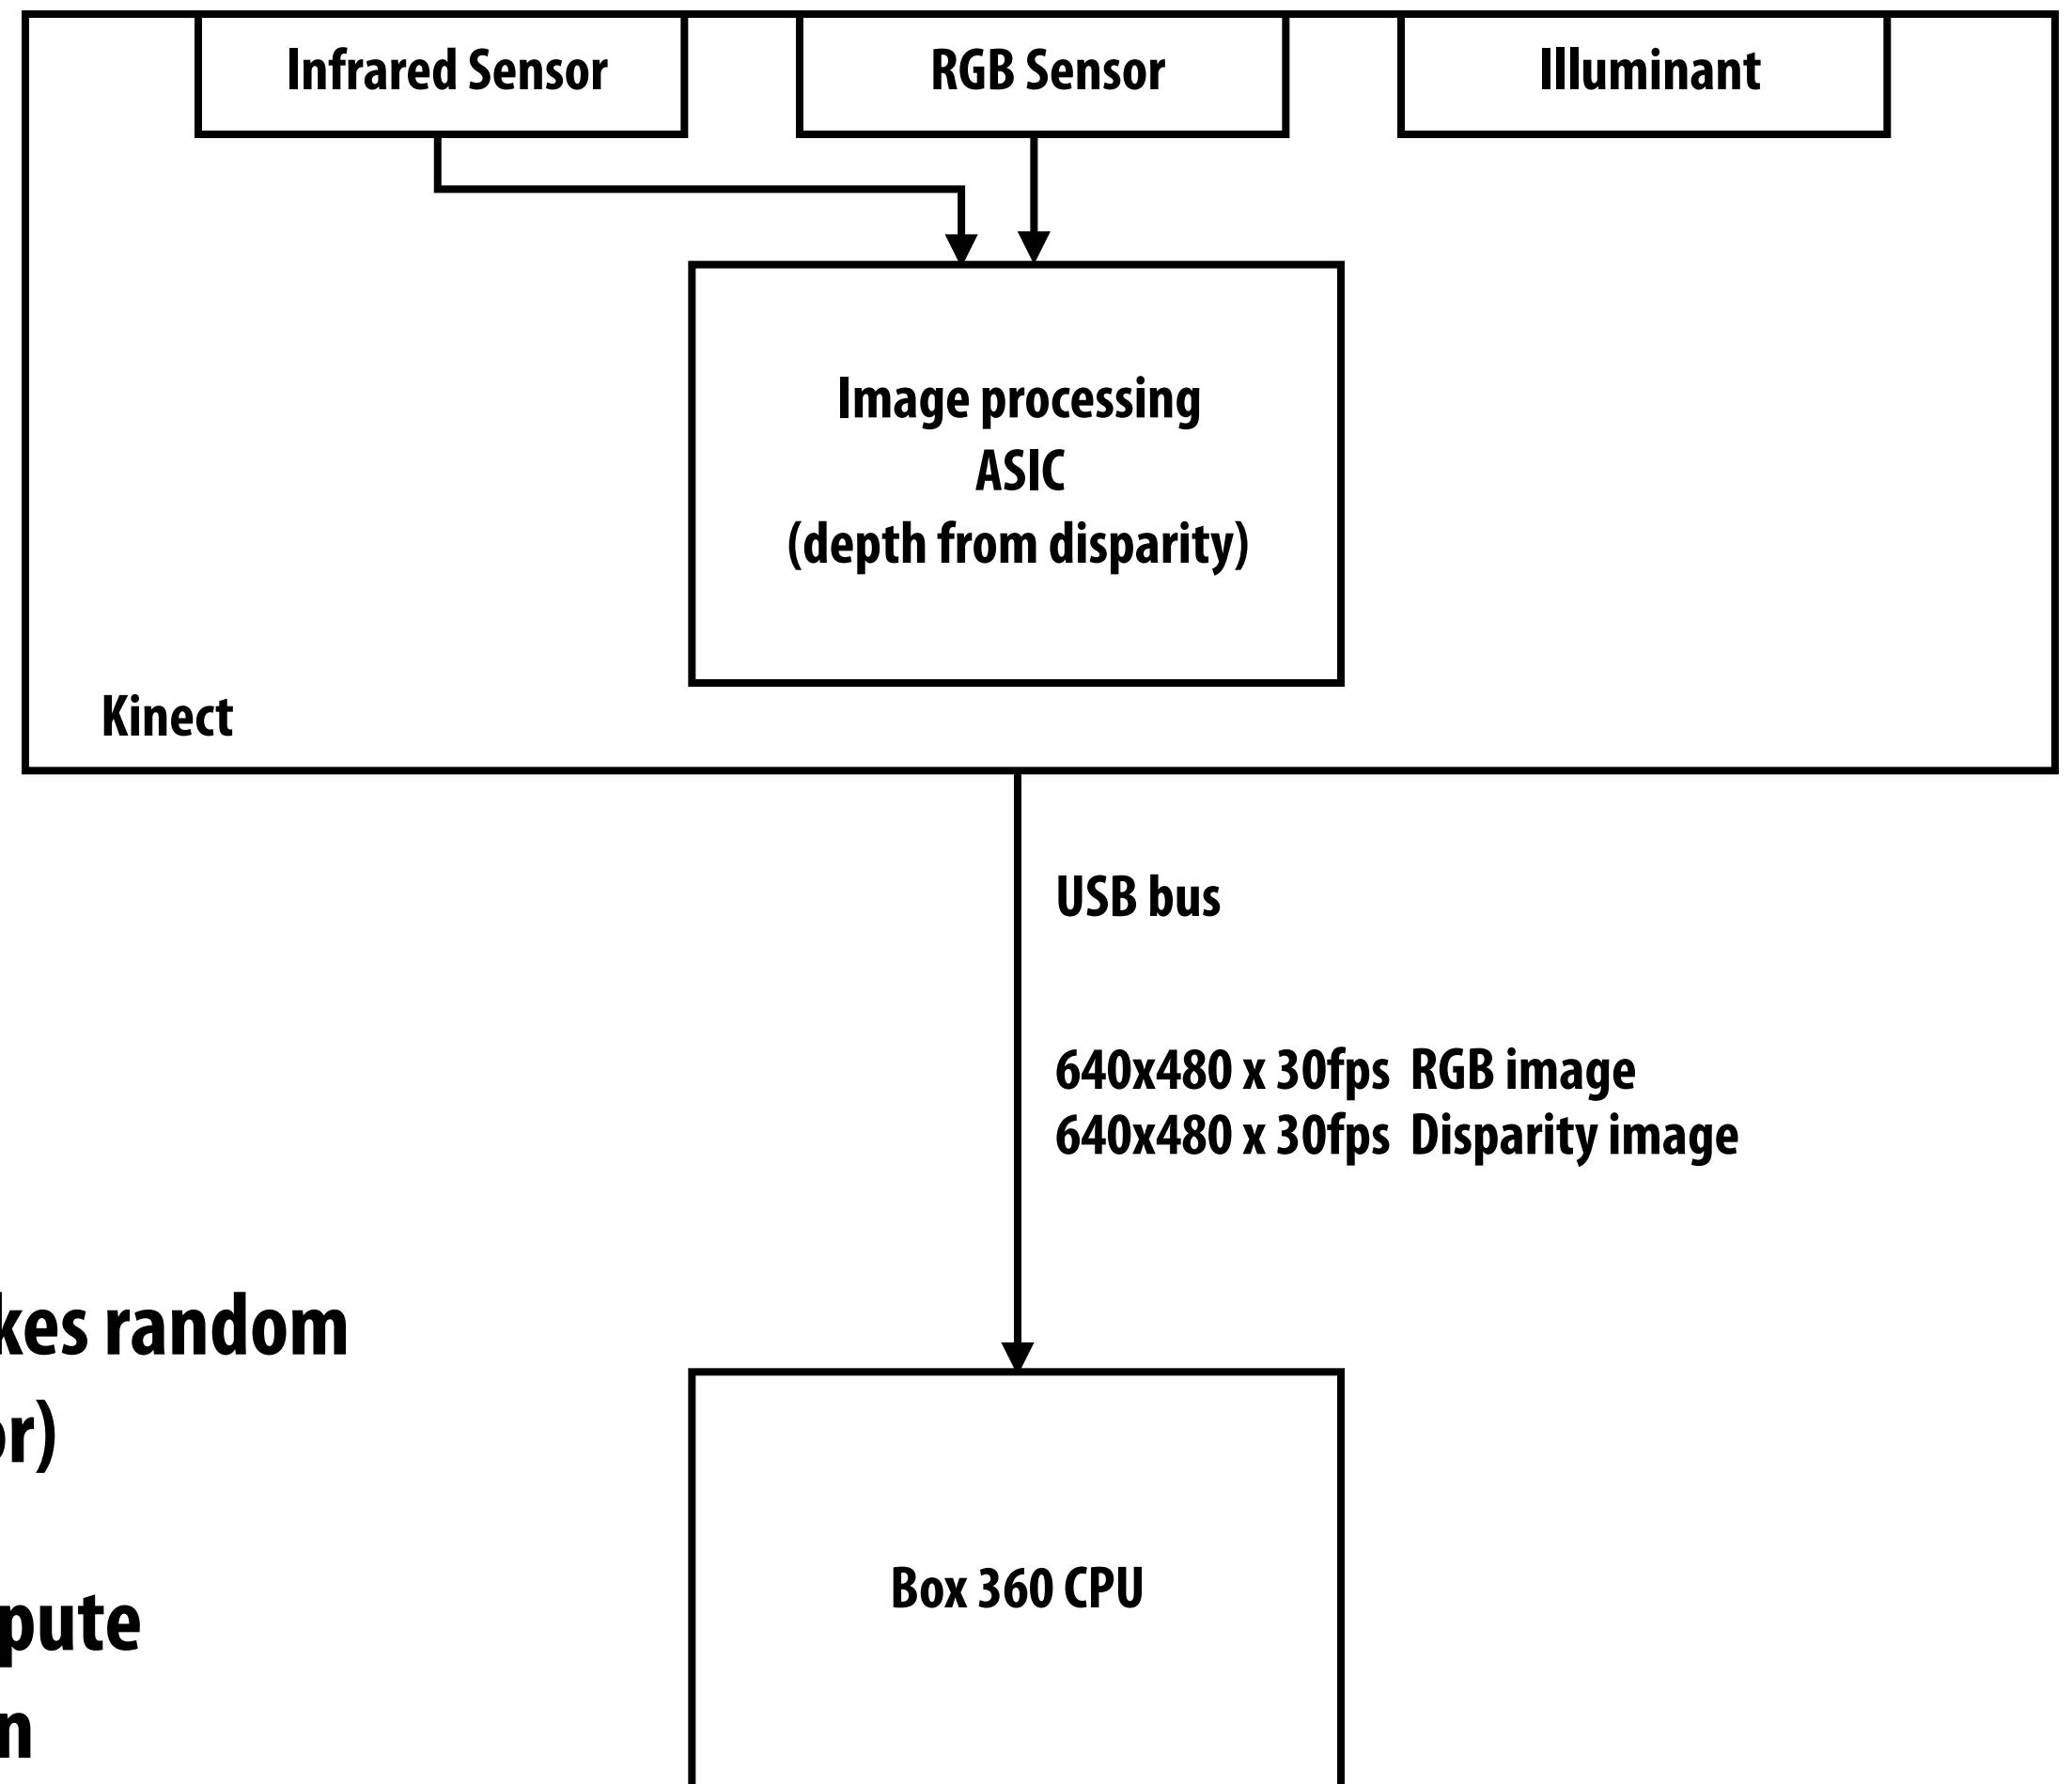 Infrared Sensor
RGB Sensor
Illuminant
Image processing
ASIC
(depth from disparity)
Kinect
USB bus
640x480 x 30fps RGB image
640x480 x 30fps Disparity image
kes random
or)
pute
n
Box 360 CPU